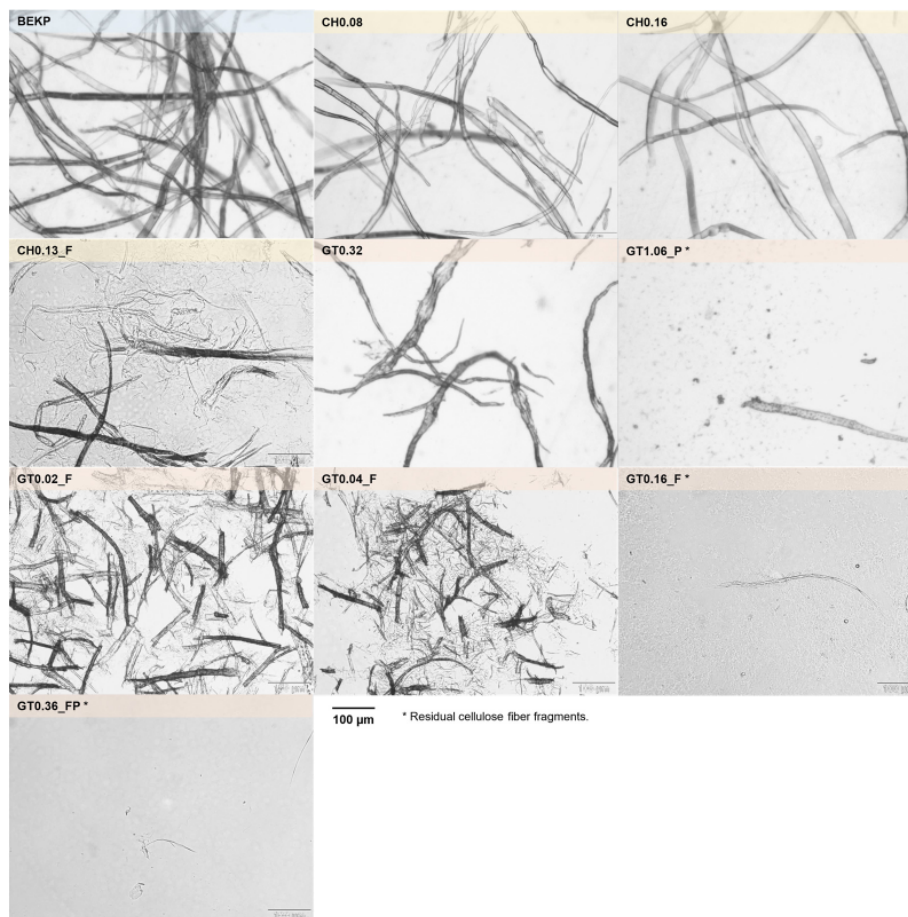 BEKP
CH0.08
CH0.16
CH0.13_F
GT0.32
GT1.06_P *
GT0.02_F
GT0.04_F
GT0.16_F *
GT0.36_FP *
100 µm
* Residual cellulose fiber fragments.